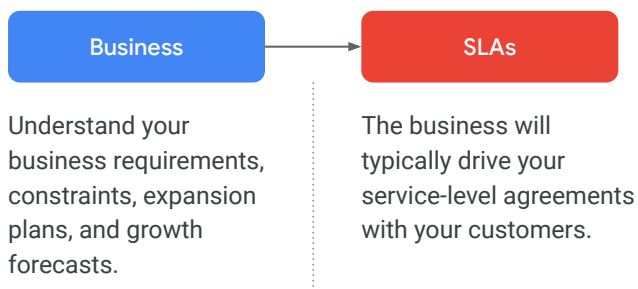 Business
SLAs
Understand your
business requirements,
constraints, expansion
plans, and growth
forecasts.
The business will
typically drive your
service-level agreements
with your customers.